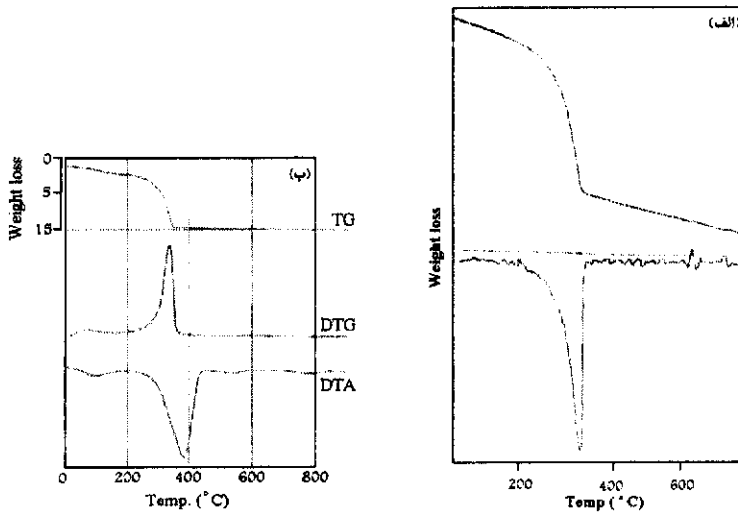 (ب)
Weight loss
0
5
15
TG
DTG
DTA
0 200 400 600 800
Temp. (°C)
(الف)
Weight loss
200 400 600
Temp (°C)